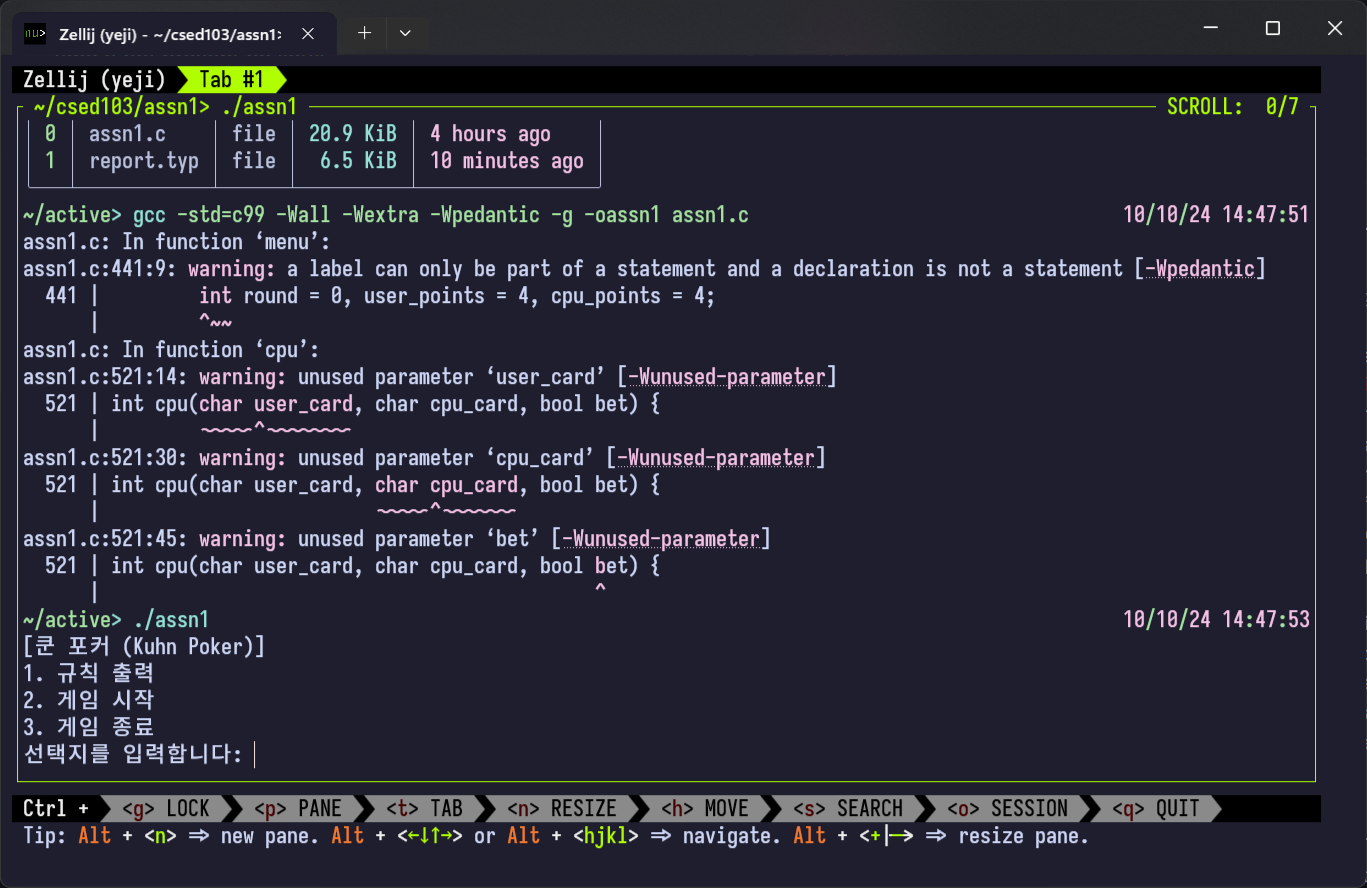 nu> Zellij (yeji) - ~/csed103/assn1>
Zellij (yeji) Tab #1
~/csed103/assn1> ./assn1 SCROLL: 0/7
0 │ assn1.c │ file │ 20.9 KiB │ 4 hours ago
1 │ report.typ │ file │ 6.5 KiB │ 10 minutes ago
~/active> gcc -std=c99 -Wall -Wextra -Wpedantic -g -oassn1 assn1.c 10/10/24 14:47:51
assn1.c: In function ‘menu’:
assn1.c:441:9: warning: a label can only be part of a statement and a declaration is not a statement [-Wpedantic]
441 | int round = 0, user_points = 4, cpu_points = 4;
| ^~~
assn1.c: In function ‘cpu’:
assn1.c:521:14: warning: unused parameter ‘user_card’ [-Wunused-parameter]
521 | int cpu(char user_card, char cpu_card, bool bet) {
| ~~~~~^~~~~~~~~
assn1.c:521:30: warning: unused parameter ‘cpu_card’ [-Wunused-parameter]
521 | int cpu(char user_card, char cpu_card, bool bet) {
| ~~~~~^~~~~~~~
assn1.c:521:45: warning: unused parameter ‘bet’ [-Wunused-parameter]
521 | int cpu(char user_card, char cpu_card, bool bet) {
| ^
~/active> ./assn1 10/10/24 14:47:53
[쿤 포커 (Kuhn Poker)]
1. 규칙 출력
2. 게임 시작
3. 게임 종료
선택지를 입력합니다:
Ctrl + <g> LOCK <p> PANE <t> TAB <n> RESIZE <h> MOVE <s> SEARCH <o> SESSION <q> QUIT
Tip: Alt + <n> => new pane. Alt + <←↓↑→> or Alt + <hjkl> => navigate. Alt + <+|-> => resize pane.